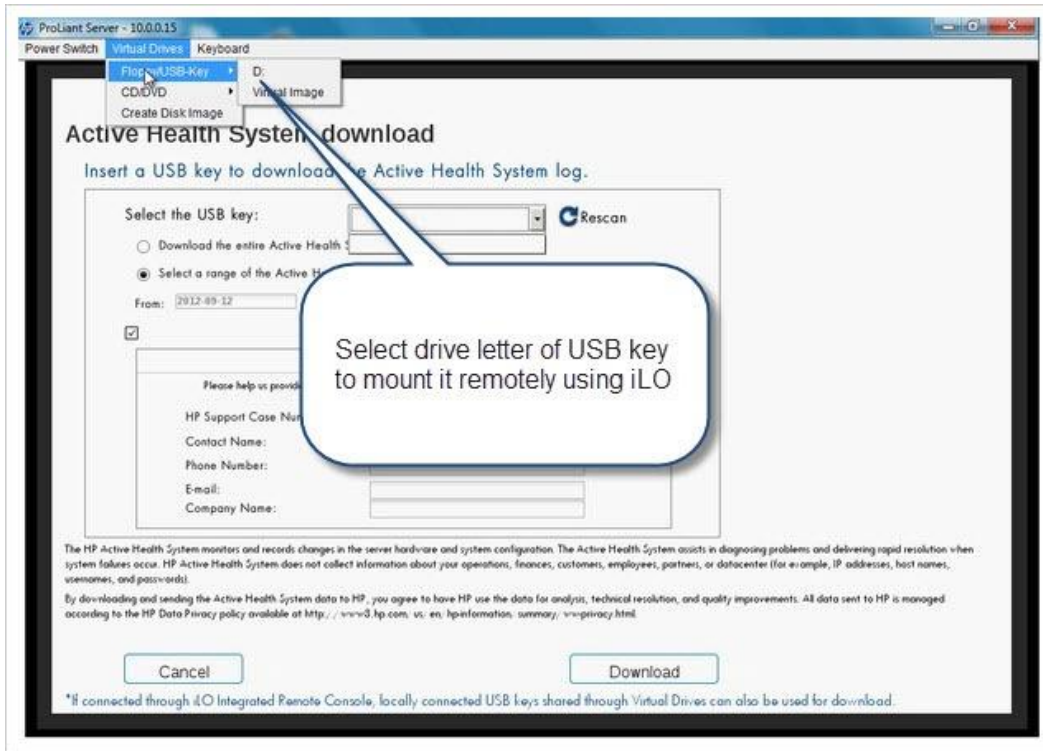 ProLiant Server - 10.0.0.15
Power Switch Virtual Drives Keyboard
Floppy/USB-Key D:
CD/DVD Virtual Image
Create Disk Image
Active Health System download
Insert a USB key to download the Active Health System log.
Select the USB key: Rescan
Download the entire Active Health
Select a range of the Active
From: 2012-09-12
Select drive letter of USB key
to mount it remotely using iLO
Please help us
HP Support Case
Contact Name:
Phone Number:
E-mail:
Company Name:
The HP Active Health System monitors and records changes in the server hardware and system configuration. The Active Health System assists in diagnosing problems and delivering rapid resolution when
system failures occur. HP Active Health System does not collect information about your operations, finances, customers, employees, partners, or datacenter (for example, IP addresses, host names,
usernames, and passwords).
By downloading and sending the Active Health System data to HP, you agree to have HP use the data for analysis, technical resolution, and quality improvements. All data sent to HP is managed
according to the HP Data Privacy policy available at
Cancel Download
*If connected through iLO Integrated Remote Console, locally connected USB keys shared through Virtual Drives can also be used for download.